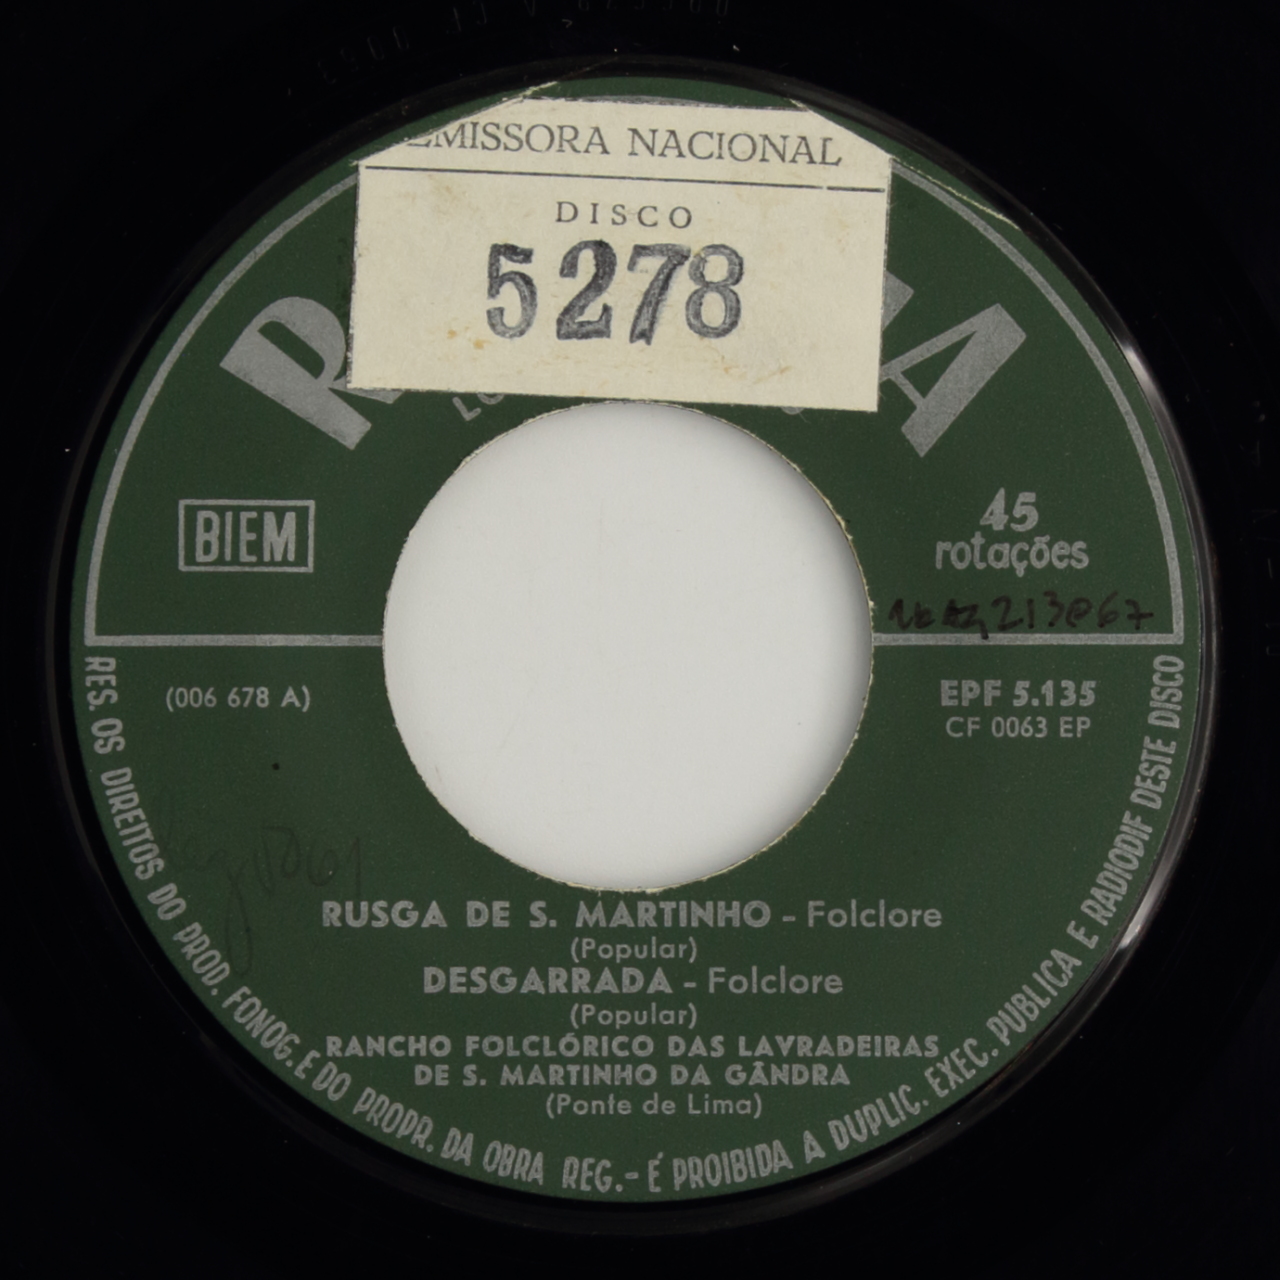 EMISSORA NACIONAL
DISCO
5278
BIEM
45
rotações
(006 678 A)
EPF 5.135
CF 0063 EP
RUSGA DE S. MARTINHO - Folclore
(Popular)
DESGARRADA - Folclore
(Popular)
RANCHO FOLCLÓRICO DAS LAVRADEIRAS
DE S. MARTINHO DA GÂNDRA
(Ponte de Lima)
RES. OS DIREITOS DO PROD. FONOG. E DO PROPR. DA OBRA REG.- É PROIBIDA A DUPLIC. EXEC. PUBLICA E RADIODIF DESTE DISCO